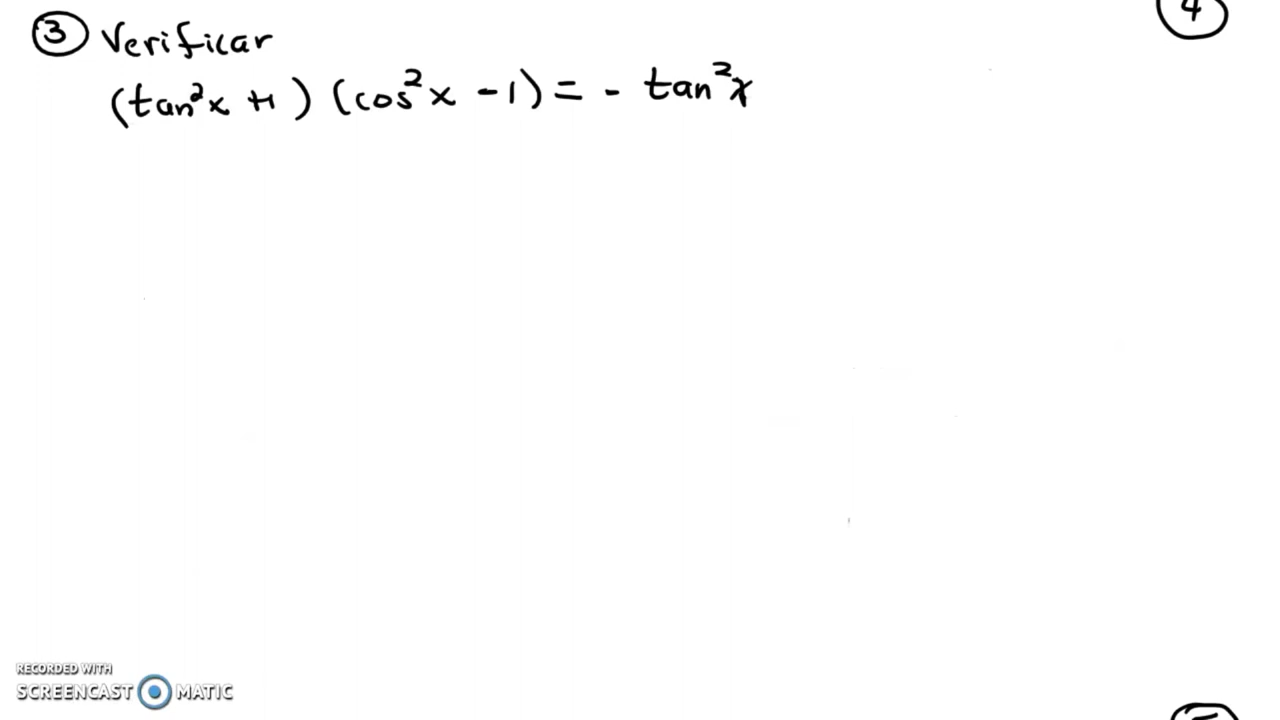 4
③ Verificar
(tan²x +1) (cos²x -1) = - tan²x
RECORDED WITH
SCREENCAST MATIC